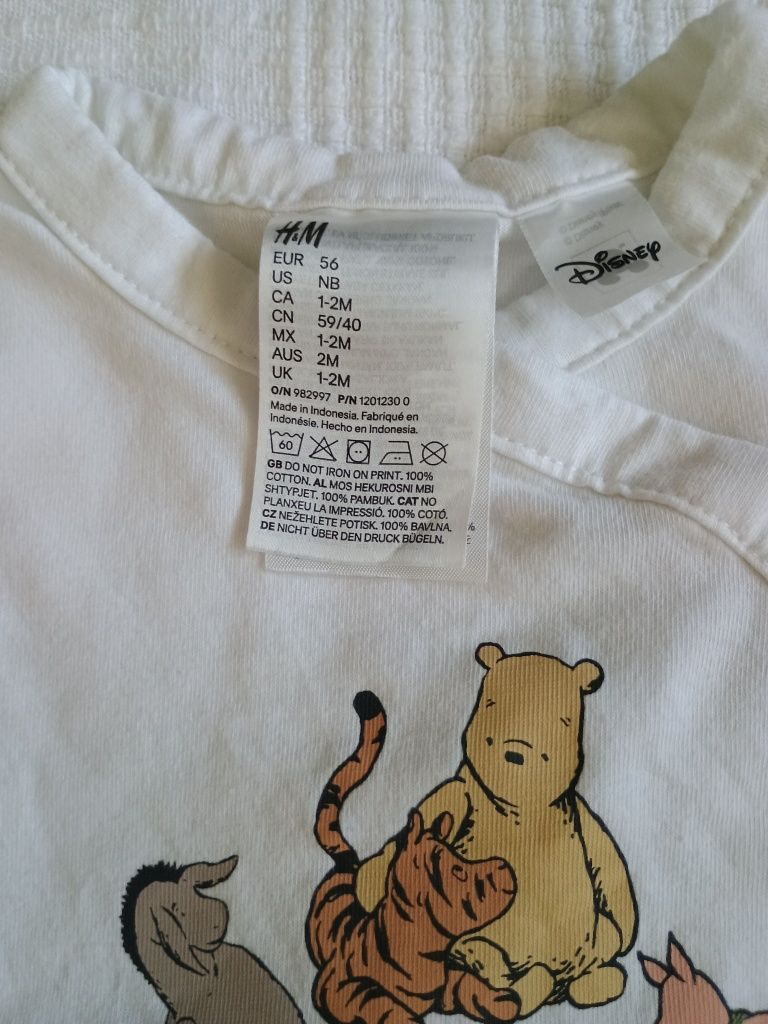 H&M
EUR 56
US NB
CA 1-2M
CN 59/40
MX 1-2M
AUS 2M
UK 1-2M
O/N 982997 P/N 1201230 0
Made in Indonesia. Fabriqué en
Indonésie. Hecho en Indonesia.
60
GB DO NOT IRON ON PRINT. 100%
COTTON. AL MOS HEKUROSNI MBI
SHTYPJET. 100% PAMBUK. CAT NO
PLANXEU LA IMPRESSIÓ. 100% COTÓ.
CZ NEŽEHLETE POTISK. 100% BAVLNA.
DE NICHT ÜBER DEN DRUCK BÜGELN.
Disney